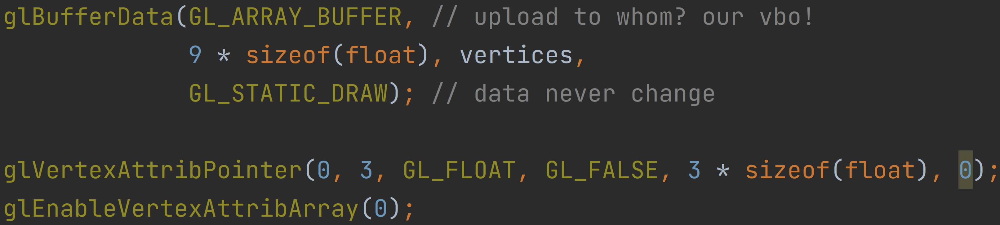 glBufferData(GL_ARRAY_BUFFER, // upload to whom? our vbo!
9 * sizeof(float), vertices,
GL_STATIC_DRAW); // data never change
glVertexAttribPointer(0, 3, GL_FLOAT, GL_FALSE, 3 * sizeof(float), 0);
glEnableVertexAttribArray(0);